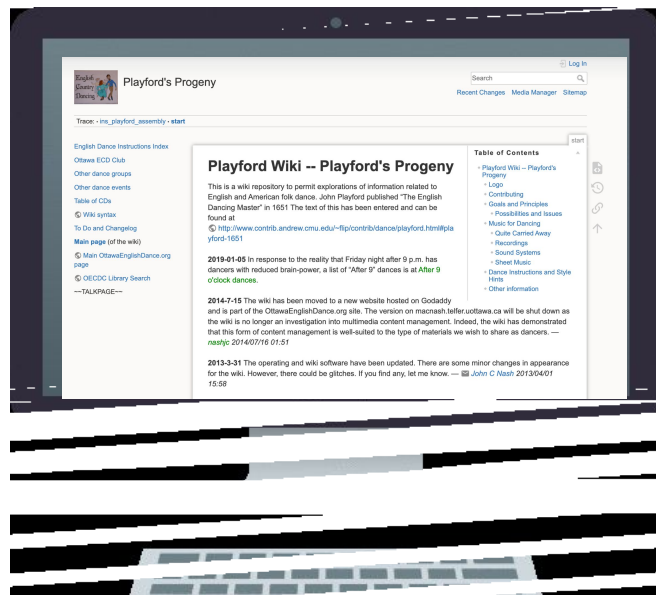 Log In
English
Country
Dancing
Playford's Progeny
Search
Recent Changes Media Manager Sitemap
Trace: • ins_playford_assembly • start
start
English Dance Instructions Index
Ottawa ECD Club
Other dance groups
Other dance events
Table of CDs
Wiki syntax
To Do and Changelog
Main page (of the wiki)
Main OttawaEnglishDance.org
page
OECDC Library Search
~~TALKPAGE~~
Playford Wiki -- Playford's Progeny
This is a wiki repository to permit explorations of information related to
English and American folk dance. John Playford published "The English
Dancing Master" in 1651 The text of this has been entered and can be
found at
http://www.contrib.andrew.cmu.edu/~flip/contrib/dance/playford.html#pla
yford-1651
2019-01-05 In response to the reality that Friday night after 9 p.m. has
dancers with reduced brain-power, a list of "After 9" dances is at After 9
o'clock dances.
2014-7-15 The wiki has been moved to a new website hosted on Godaddy
and is part of the OttawaEnglishDance.org site. The version on macnash.telfer.uottawa.ca will be shut down as
the wiki is no longer an investigation into multimedia content management. Indeed, the wiki has demonstrated
that this form of content management is well-suited to the type of materials we wish to share as dancers. —
nashjc 2014/07/16 01:51
2013-3-31 The operating and wiki software have been updated. There are some minor changes in appearance
for the wiki. However, there could be glitches. If you find any, let me know. — John C Nash 2013/04/01
15:58
Table of Contents
Playford Wiki -- Playford's
Progeny
Logo
Contributing
Goals and Principles
Possibilities and Issues
Music for Dancing
Quite Carried Away
Recordings
Sound Systems
Sheet Music
Dance Instructions and Style
Hints
Other information